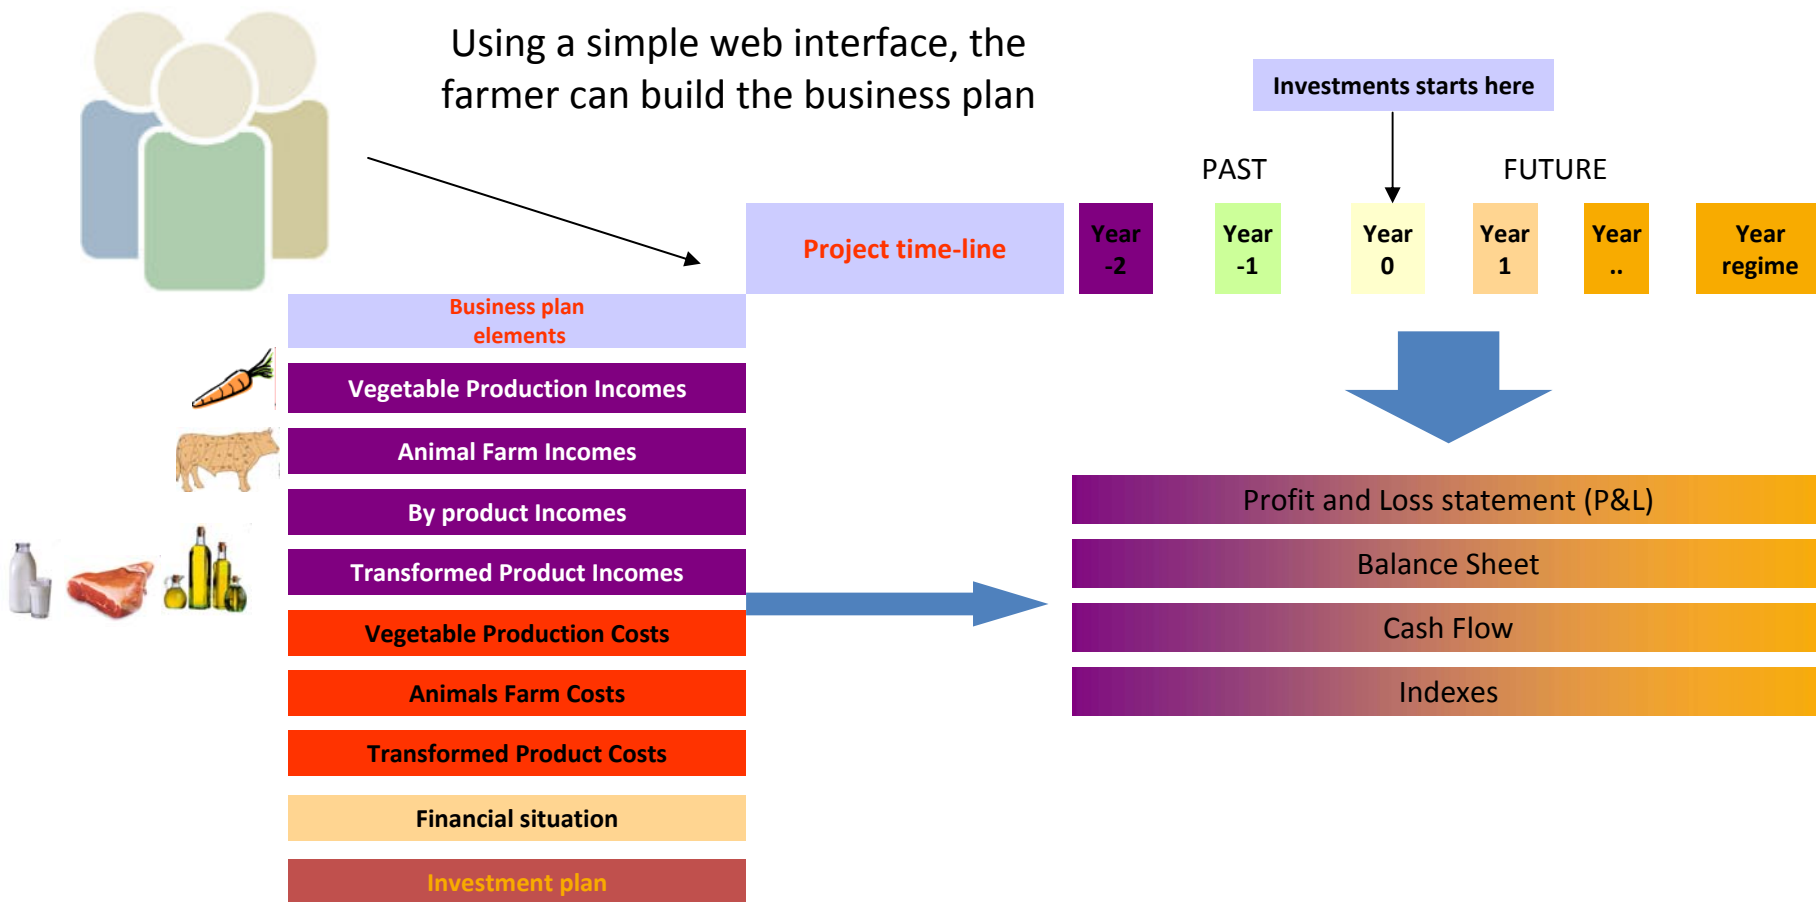 Using a simple web interface, the
farmer can build the business plan
Investments starts here
PAST
FUTURE
Project time-line
Year
-2
Year
-1
Year
0
Year
1
Year
..
Year
regime
Business plan
elements
Vegetable Production Incomes
Animal Farm Incomes
By product Incomes
Transformed Product Incomes
Vegetable Production Costs
Animals Farm Costs
Transformed Product Costs
Financial situation
Investment plan
Profit and Loss statement (P&L)
Balance Sheet
Cash Flow
Indexes